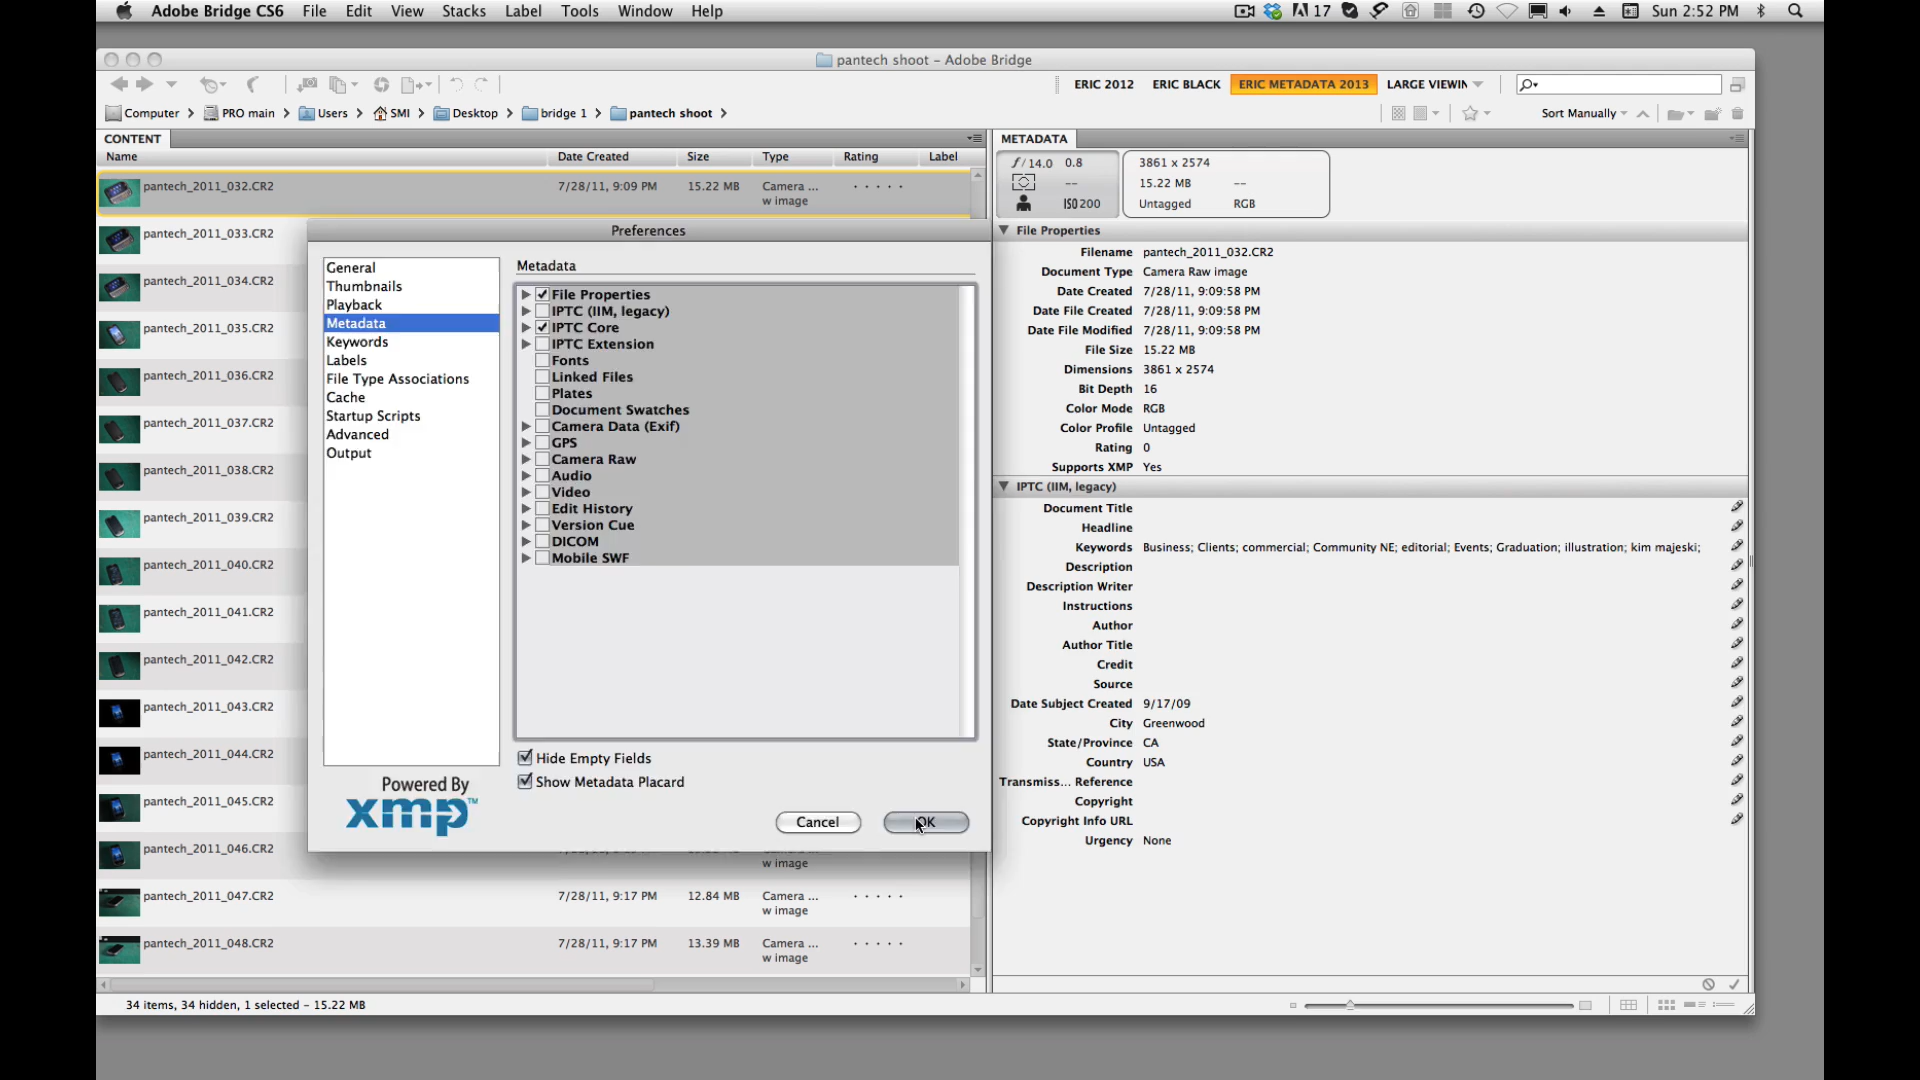 Adobe Bridge CS6 File Edit View Stacks Label Tools Window Help 17 Sun 2:52 PM
pantech shoot – Adobe Bridge
ERIC 2012 ERIC BLACK ERIC METADATA 2013 LARGE VIEWIN
Computer PRO main Users SMI Desktop bridge 1 pantech shoot Sort Manually
CONTENT
Name Date Created Size Type Rating Label
pantech_2011_032.CR2 7/28/11, 9:09 PM 15.22 MB Camera ...
w image
pantech_2011_033.CR2
pantech_2011_034.CR2
pantech_2011_035.CR2
pantech_2011_036.CR2
pantech_2011_037.CR2
pantech_2011_038.CR2
pantech_2011_039.CR2
pantech_2011_040.CR2
pantech_2011_041.CR2
pantech_2011_042.CR2
pantech_2011_043.CR2
pantech_2011_044.CR2
pantech_2011_045.CR2
pantech_2011_046.CR2
w image
pantech_2011_047.CR2 7/28/11, 9:17 PM 12.84 MB Camera ...
w image
pantech_2011_048.CR2 7/28/11, 9:17 PM 13.39 MB Camera ...
w image
34 items, 34 hidden, 1 selected – 15.22 MB
Preferences
General
Thumbnails
Playback
Metadata
Keywords
Labels
File Type Associations
Cache
Startup Scripts
Advanced
Output
Powered By
xmp™
Metadata
File Properties
IPTC (IIM, legacy)
IPTC Core
IPTC Extension
Fonts
Linked Files
Plates
Document Swatches
Camera Data (Exif)
GPS
Camera Raw
Audio
Video
Edit History
Version Cue
DICOM
Mobile SWF
Hide Empty Fields
Show Metadata Placard
Cancel OK
METADATA
f/14.0 0.8
--
ISO200
3861 x 2574
15.22 MB --
Untagged RGB
File Properties
Filename pantech_2011_032.CR2
Document Type Camera Raw image
Date Created 7/28/11, 9:09:58 PM
Date File Created 7/28/11, 9:09:58 PM
Date File Modified 7/28/11, 9:09:58 PM
File Size 15.22 MB
Dimensions 3861 x 2574
Bit Depth 16
Color Mode RGB
Color Profile Untagged
Rating 0
Supports XMP Yes
IPTC (IIM, legacy)
Document Title
Headline
Keywords Business; Clients; commercial; Community NE; editorial; Events; Graduation; illustration; kim majeski;
Description
Description Writer
Instructions
Author
Author Title
Credit
Source
Date Subject Created 9/17/09
City Greenwood
State/Province CA
Country USA
Transmiss... Reference
Copyright
Copyright Info URL
Urgency None